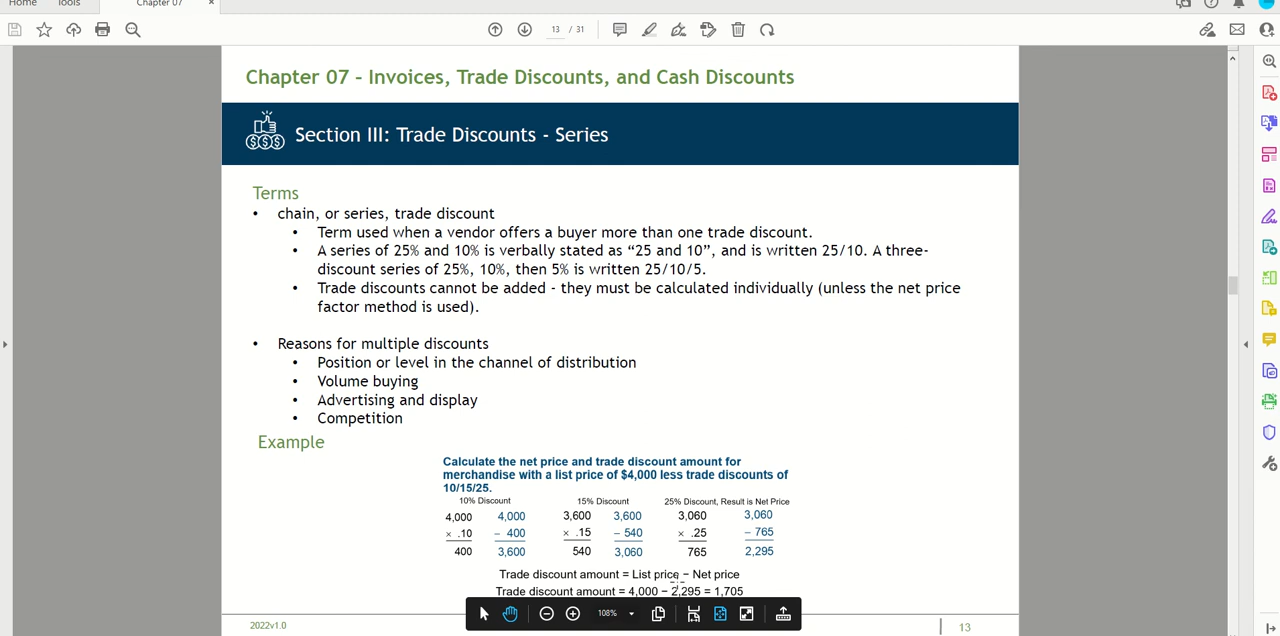 Home Tools Chapter 07 ×
13 / 31
Chapter 07 - Invoices, Trade Discounts, and Cash Discounts
$ $ $
Section III: Trade Discounts - Series
Terms
• chain, or series, trade discount
• Term used when a vendor offers a buyer more than one trade discount.
• A series of 25% and 10% is verbally stated as “25 and 10”, and is written 25/10. A three-
discount series of 25%, 10%, then 5% is written 25/10/5.
• Trade discounts cannot be added - they must be calculated individually (unless the net price
factor method is used).
• Reasons for multiple discounts
• Position or level in the channel of distribution
• Volume buying
• Advertising and display
• Competition
Example
Calculate the net price and trade discount amount for
merchandise with a list price of $4,000 less trade discounts of
10/15/25.
10% Discount 15% Discount 25% Discount, Result is Net Price
4,000 4,000 3,600 3,600 3,060 3,060
× .10 − 400 × .15 − 540 × .25 − 765
400 3,600 540 3,060 765 2,295
Trade discount amount = List price − Net price
Trade discount amount = 4,000 − 2,295 = 1,705
108%
2022v1.0 13